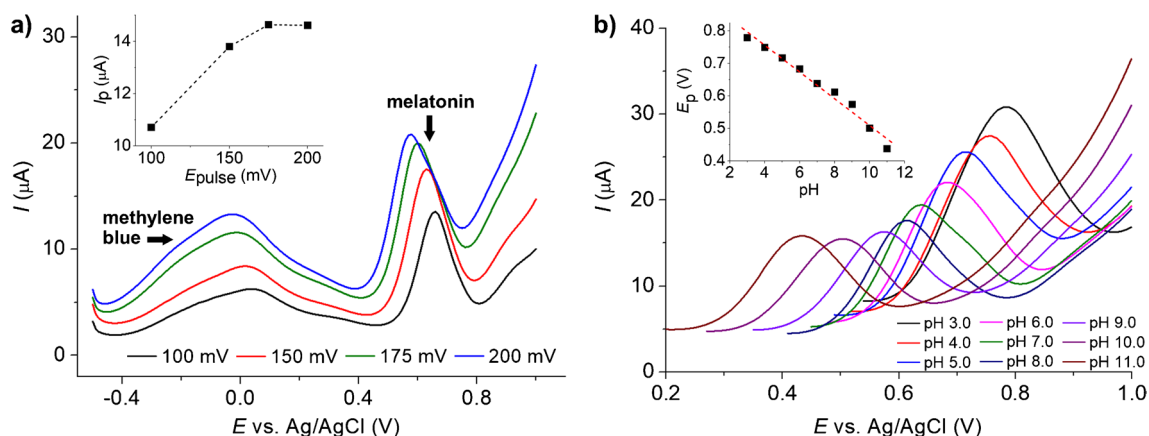 a)
30
20
10
0
I (μA)
-0.4
0.0
0.4
0.8
E vs. Ag/AgCl (V)
14
12
10
Ip (μA)
100
150
200
Epulse (mV)
melatonin
methylene
blue
100 mV
150 mV
175 mV
200 mV
b)
40
30
20
10
0
I (μA)
0.2
0.4
0.6
0.8
1.0
E vs. Ag/AgCl (V)
0.8
0.7
0.6
0.5
0.4
Ep (V)
2
4
6
8
10
12
pH
pH 3.0
pH 6.0
pH 9.0
pH 4.0
pH 7.0
pH 10.0
pH 5.0
pH 8.0
pH 11.0